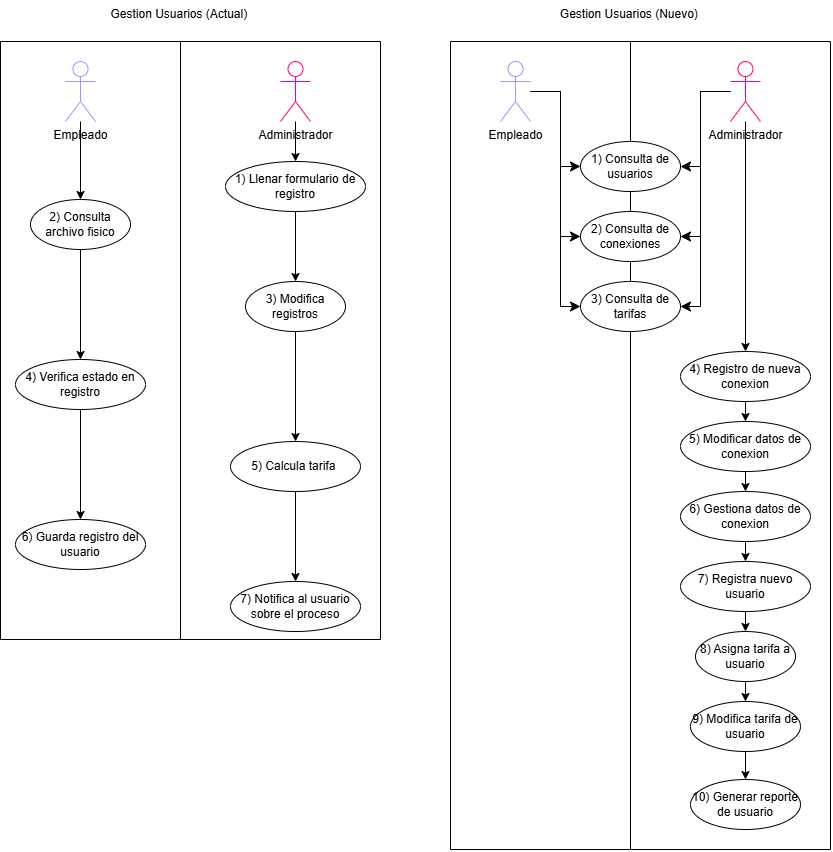 Gestion Usuarios (Actual)
Empleado
Administrador
1) Llenar formulario de
registro
2) Consulta
archivo fisico
3) Modifica
registros
4) Verifica estado en
registro
5) Calcula tarifa
6) Guarda registro del
usuario
7) Notifica al usuario
sobre el proceso
Gestion Usuarios (Nuevo)
Empleado
Administrador
1) Consulta de
usuarios
2) Consulta de
conexiones
3) Consulta de
tarifas
4) Registro de nueva
conexion
5) Modificar datos de
conexion
6) Gestiona datos de
conexion
7) Registra nuevo
usuario
8) Asigna tarifa a
usuario
9) Modifica tarifa de
usuario
10) Generar reporte
de usuario